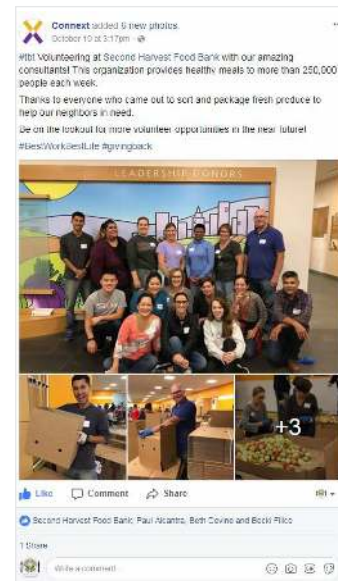 Connext added 6 new photos.
October 19 at 3:17pm ·
#tbt Volunteering at Second Harvest Food Bank with our amazing
consultants! This organization provides healthy meals to more than 250,000
people each week.
Thanks to everyone who came out to sort and package fresh produce to
help our neighbors in need.
Be on the lookout for more volunteer opportunities in the near future!
#BestWorkBestLife #givingback
LEADERSHIP DONORS
+3
Like Comment Share
Second Harvest Food Bank, Paul Alcantra, Beth Covino and Becki
1 Share
Write a comment...